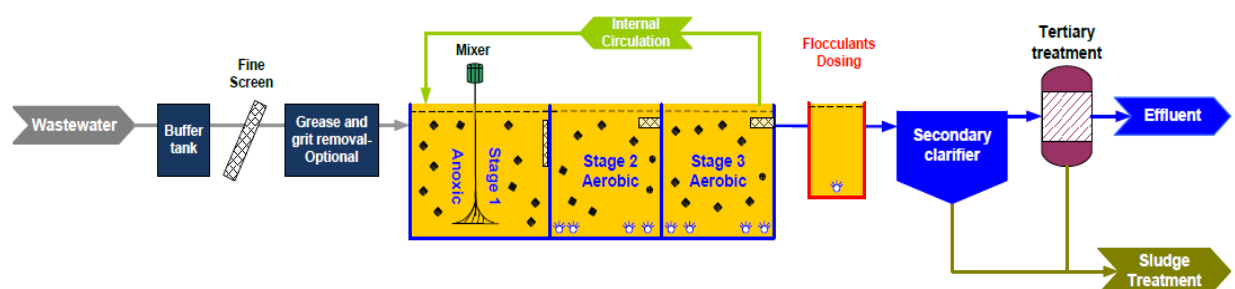 Wastewater
Buffer
tank
Fine
Screen
Grease and
grit removal-
Optional
Mixer
Internal
Circulation
Stage 1
Anoxic
Stage 2
Aerobic
Stage 3
Aerobic
Flocculants
Dosing
Secondary
clarifier
Tertiary
treatment
Effluent
Sludge
Treatment